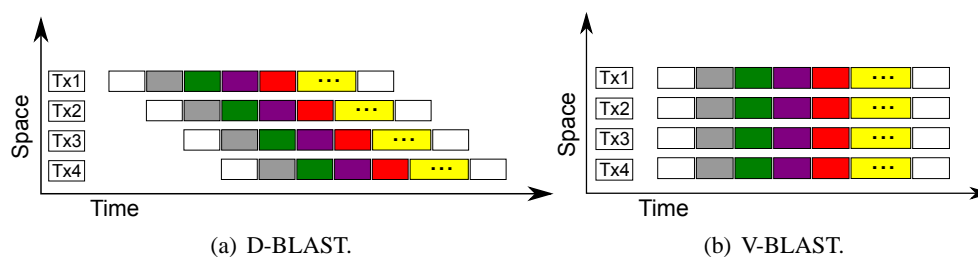 Space
Tx1
...
Tx2
...
Tx3
...
Tx4
...
Time
(a) D-BLAST.
Space
Tx1
...
Tx2
...
Tx3
...
Tx4
...
Time
(b) V-BLAST.